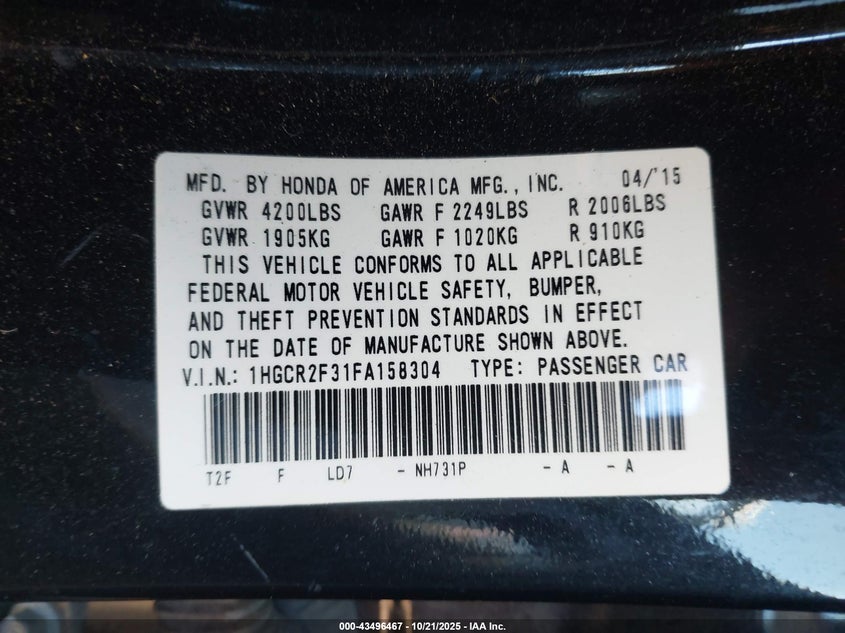 MFD. BY HONDA OF AMERICA MFG., INC. 04/'15
GVWR 4200LBS GAWR F 2249LBS R 2006LBS
GVWR 1905KG GAWR F 1020KG R 910KG
THIS VEHICLE CONFORMS TO ALL APPLICABLE
FEDERAL MOTOR VEHICLE SAFETY, BUMPER,
AND THEFT PREVENTION STANDARDS IN EFFECT
ON THE DATE OF MANUFACTURE SHOWN ABOVE.
V.I.N.: 1HGCR2F31FA158304 TYPE: PASSENGER CAR
T2F F LD7 - NH731P - A - A
000-43496467 - 10/21/2025 - IAA Inc.